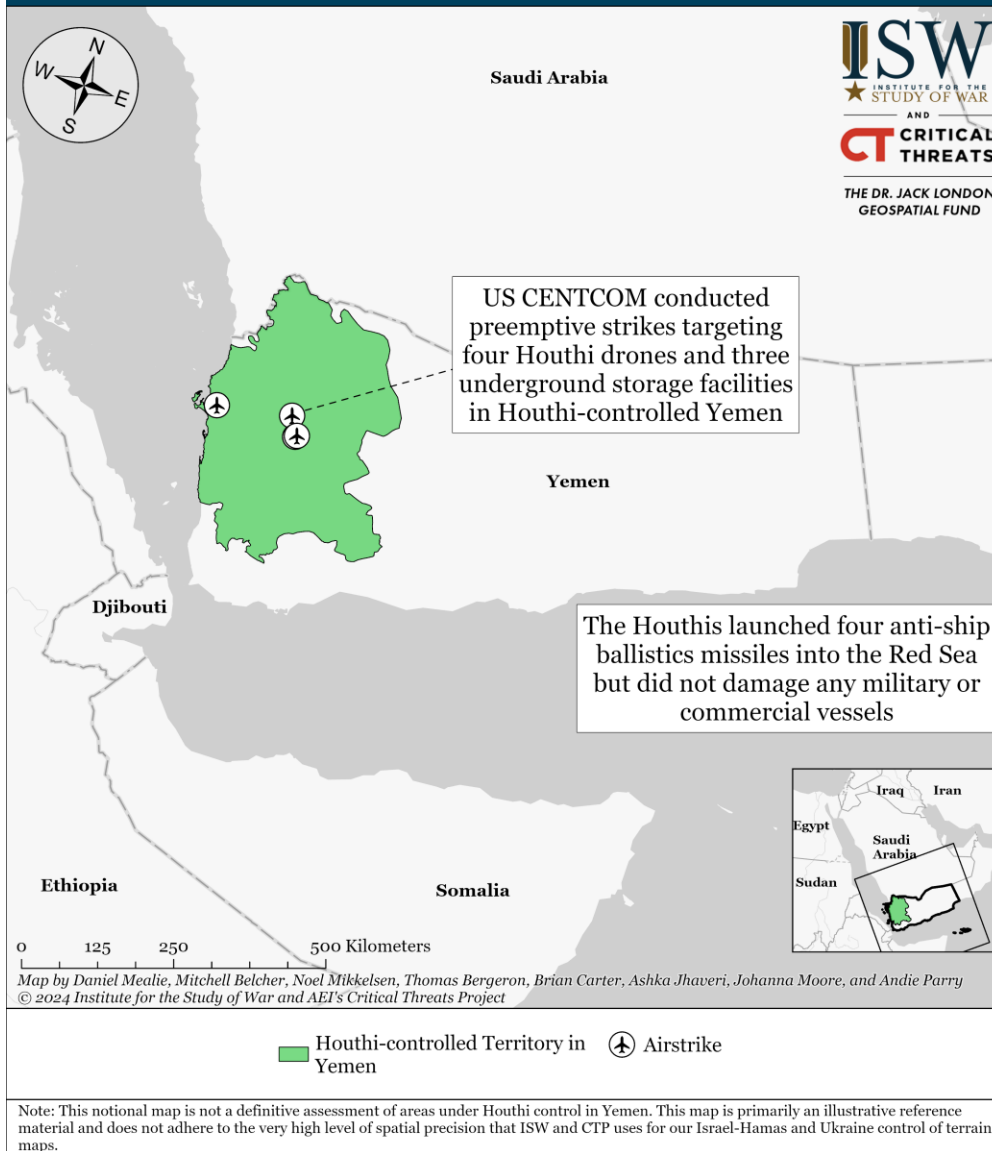 N
W
E
S
Saudi Arabia
ISW
INSTITUTE FOR THE
STUDY OF WAR
AND
CT CRITICAL
THREATS
THE DR. JACK LONDON
GEOSPATIAL FUND
US CENTCOM conducted
preemptive strikes targeting
four Houthi drones and three
underground storage facilities
in Houthi-controlled Yemen
Yemen
Djibouti
The Houthis launched four anti-ship
ballistics missiles into the Red Sea
but did not damage any military or
commercial vessels
Iraq Iran
Egypt
Saudi
Arabia
Sudan
Ethiopia
Somalia
0 125 250 500 Kilometers
Map by Daniel Mealie, Mitchell Belcher, Noel Mikkelsen, Thomas Bergeron, Brian Carter, Ashka Jhaveri, Johanna Moore, and Andie Parry
© 2024 Institute for the Study of War and AEI's Critical Threats Project
Houthi-controlled Territory in
Yemen
Airstrike
Note: This notional map is not a definitive assessment of areas under Houthi control in Yemen. This map is primarily an illustrative reference
material and does not adhere to the very high level of spatial precision that ISW and CTP uses for our Israel-Hamas and Ukraine control of terrain
maps.